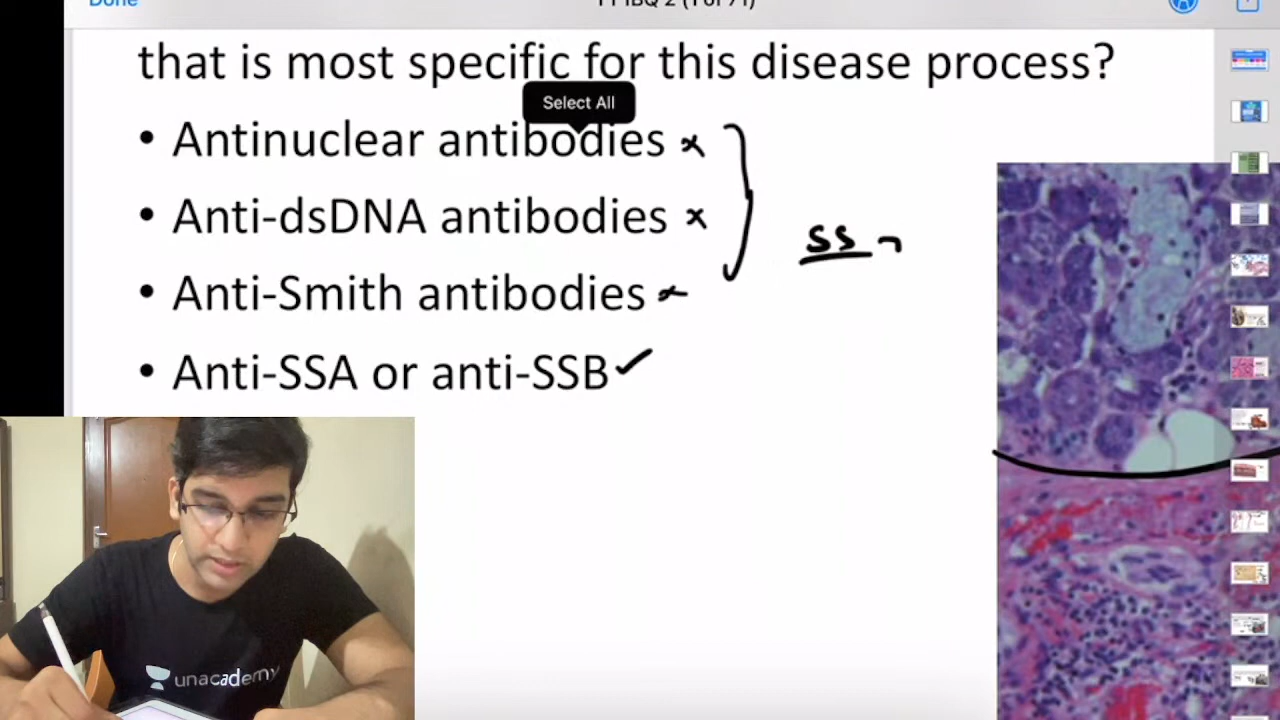 Done
that is most specific for this disease process?
Select All
• Antinuclear antibodies x
• Anti-dsDNA antibodies x
ss
• Anti-Smith antibodies x
• Anti-SSA or anti-SSB ✓
unacademy